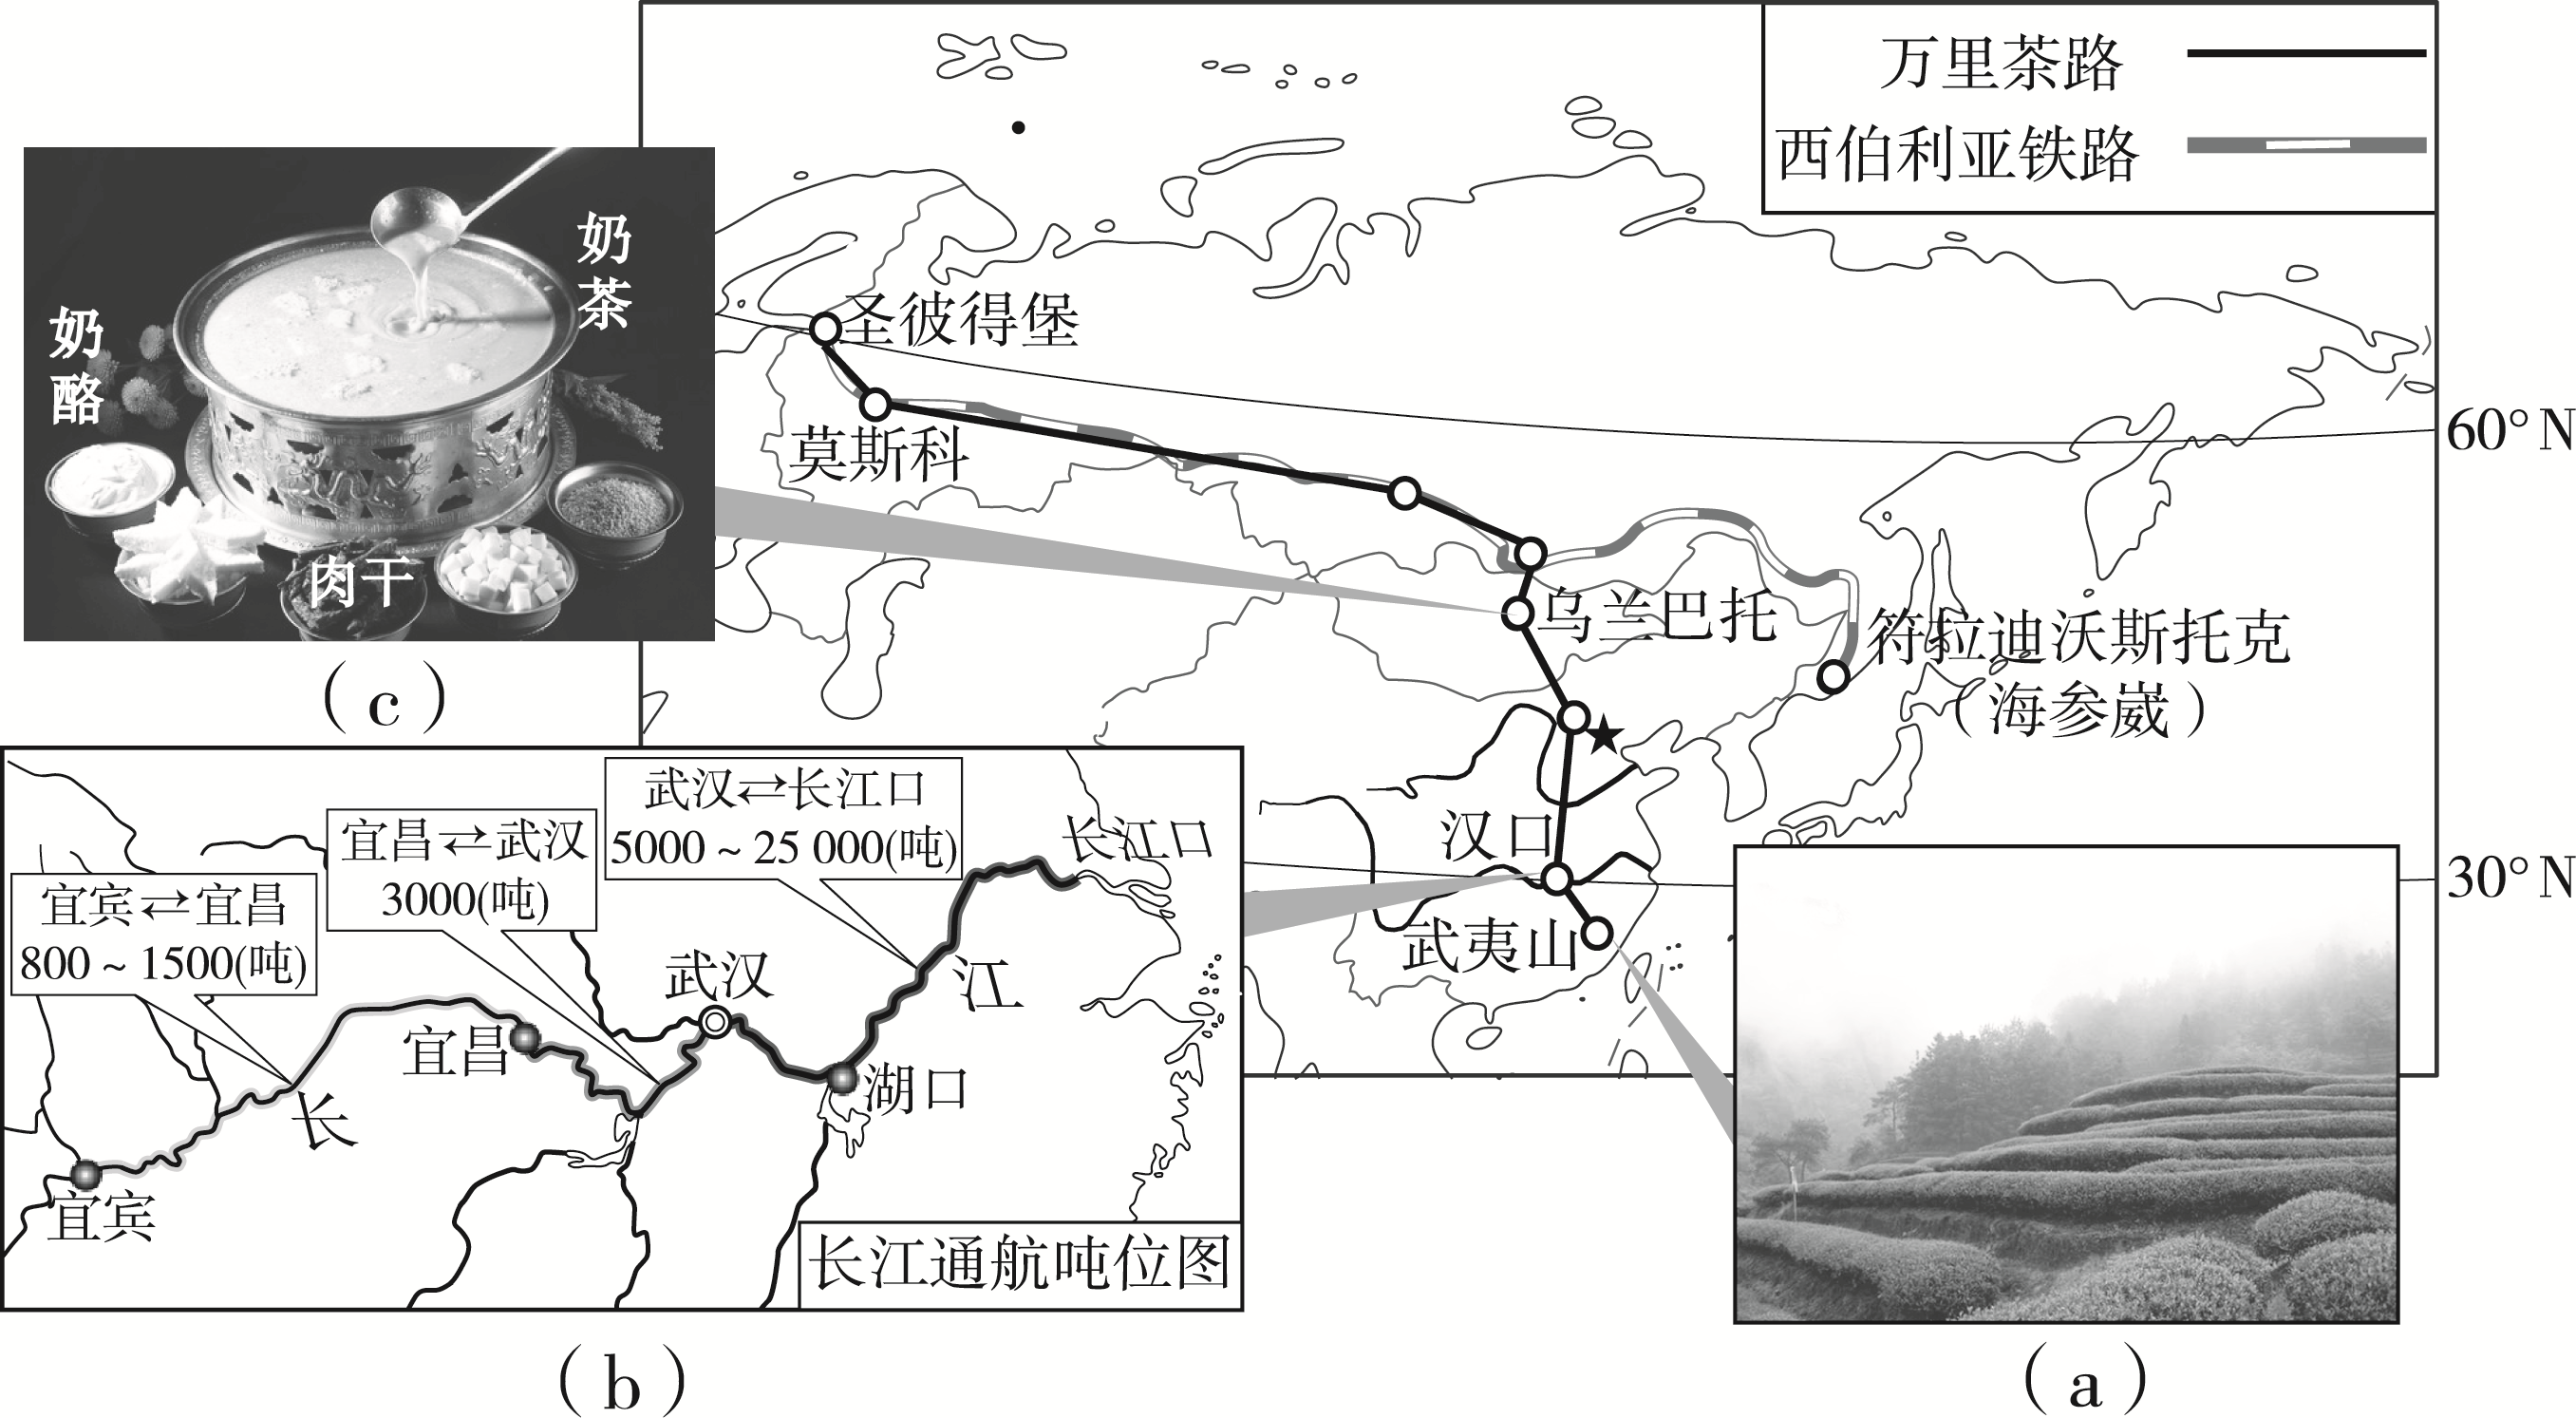 万里茶路
西伯利亚铁路
奶茶
奶酪
肉干
(c)
圣彼得堡
莫斯科
60°N
乌兰巴托
符拉迪沃斯托克
(海参崴)
汉口
30°N
武夷山
武汉⇌长江口
5000~25 000(吨)
宜昌⇌武汉
3000(吨)
宜宾⇌宜昌
800~1500(吨)
长江口
武汉
江
宜昌
湖口
长
宜宾
长江通航吨位图
(b)
(a)